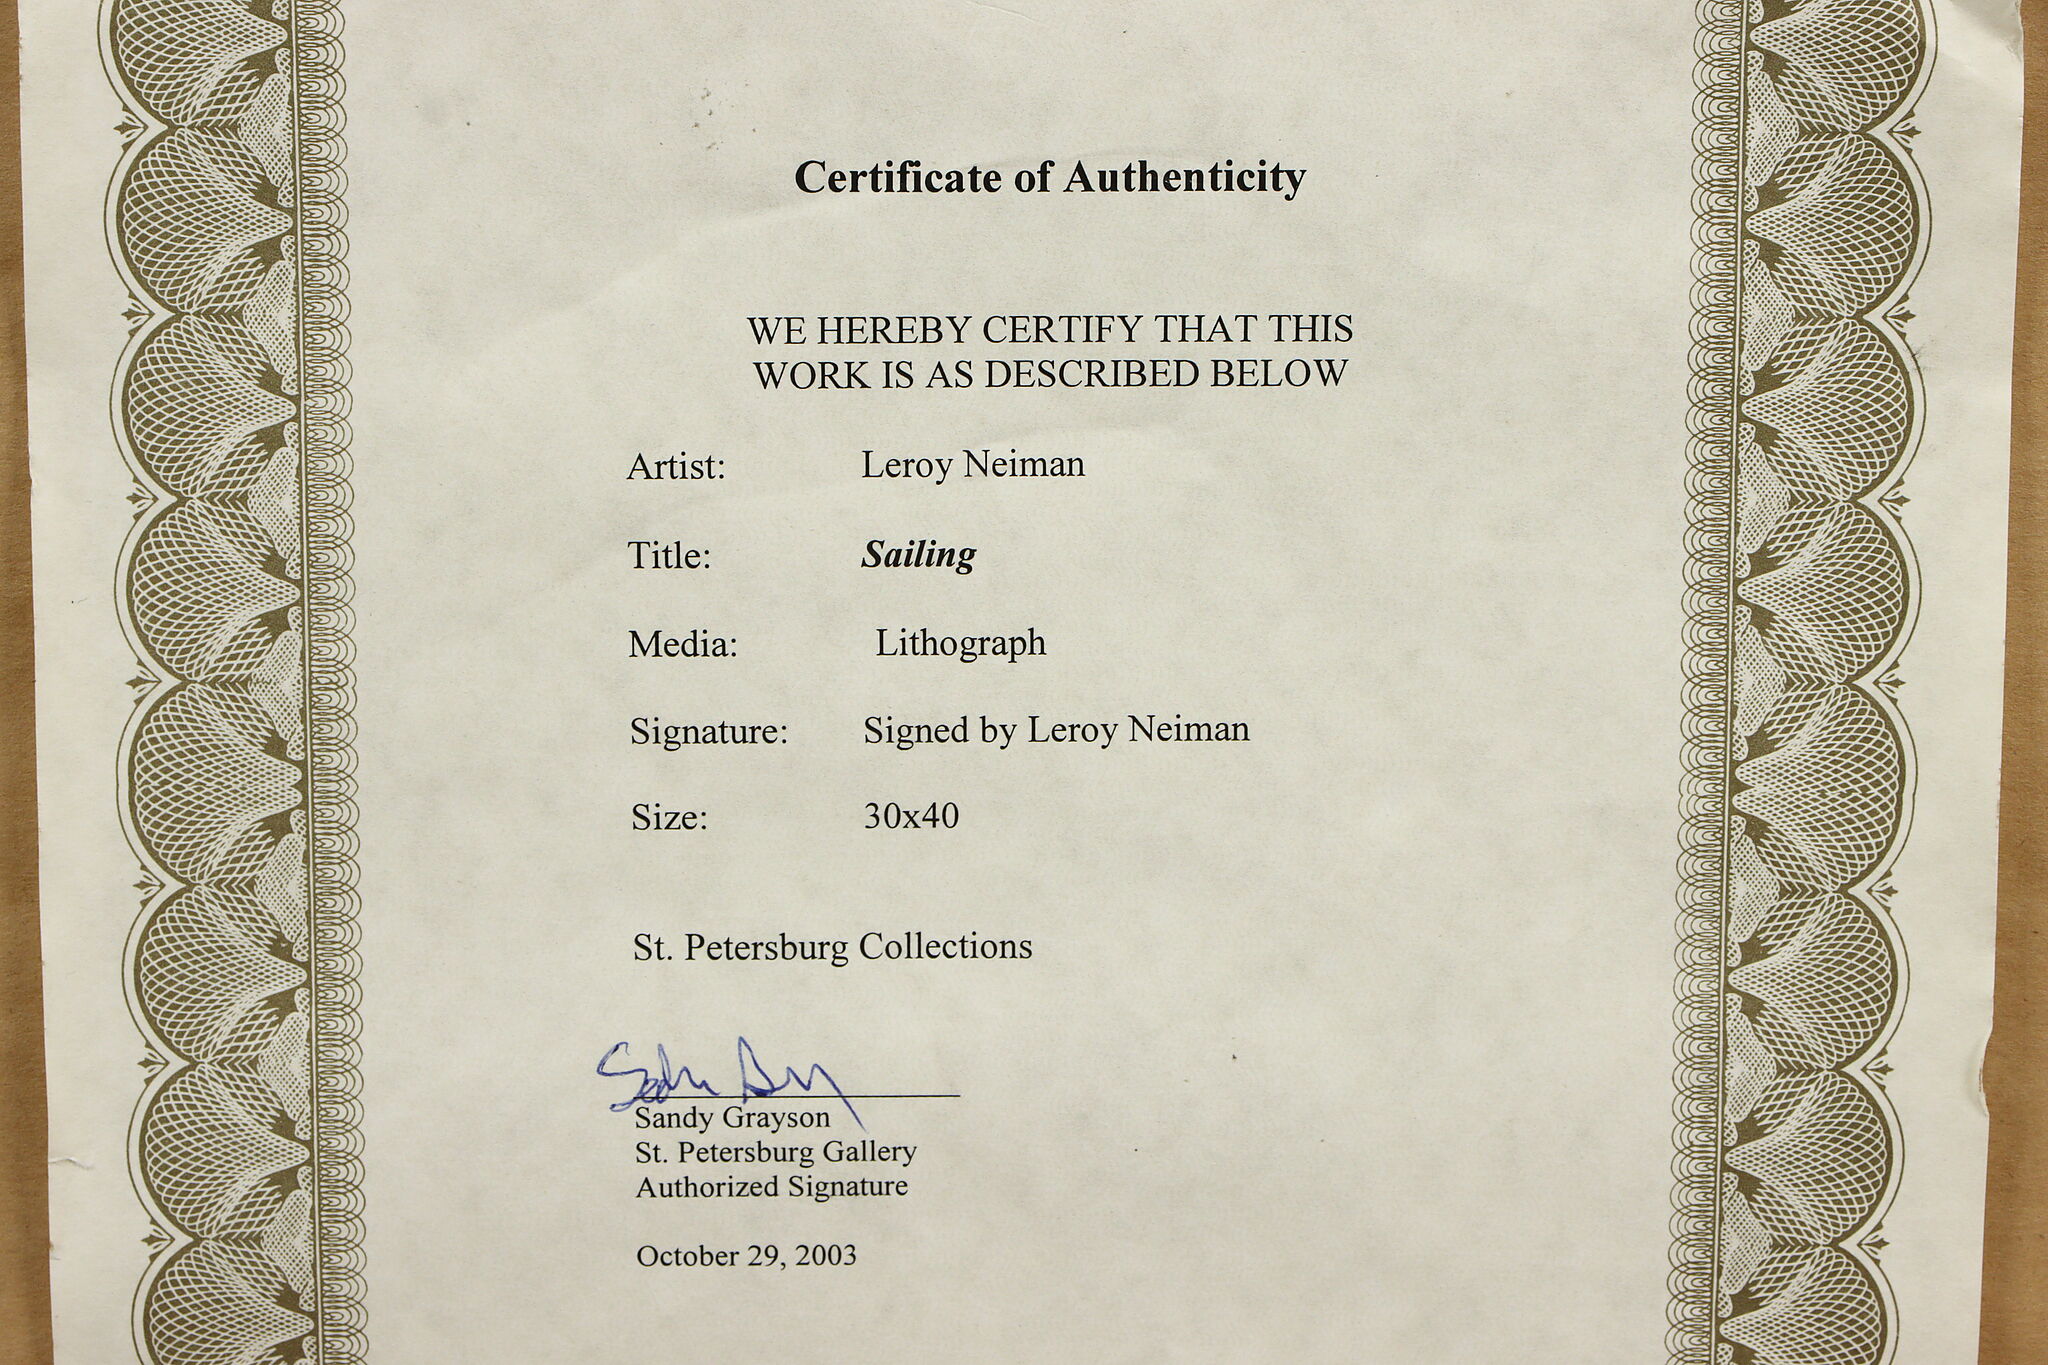 Certificate of Authenticity
WE HEREBY CERTIFY THAT THIS
WORK IS AS DESCRIBED BELOW
Artist: Leroy Neiman
Title: Sailing
Media: Lithograph
Signature: Signed by Leroy Neiman
Size: 30x40
St. Petersburg Collections
Sandy Grayson
St. Petersburg Gallery
Authorized Signature
October 29, 2003